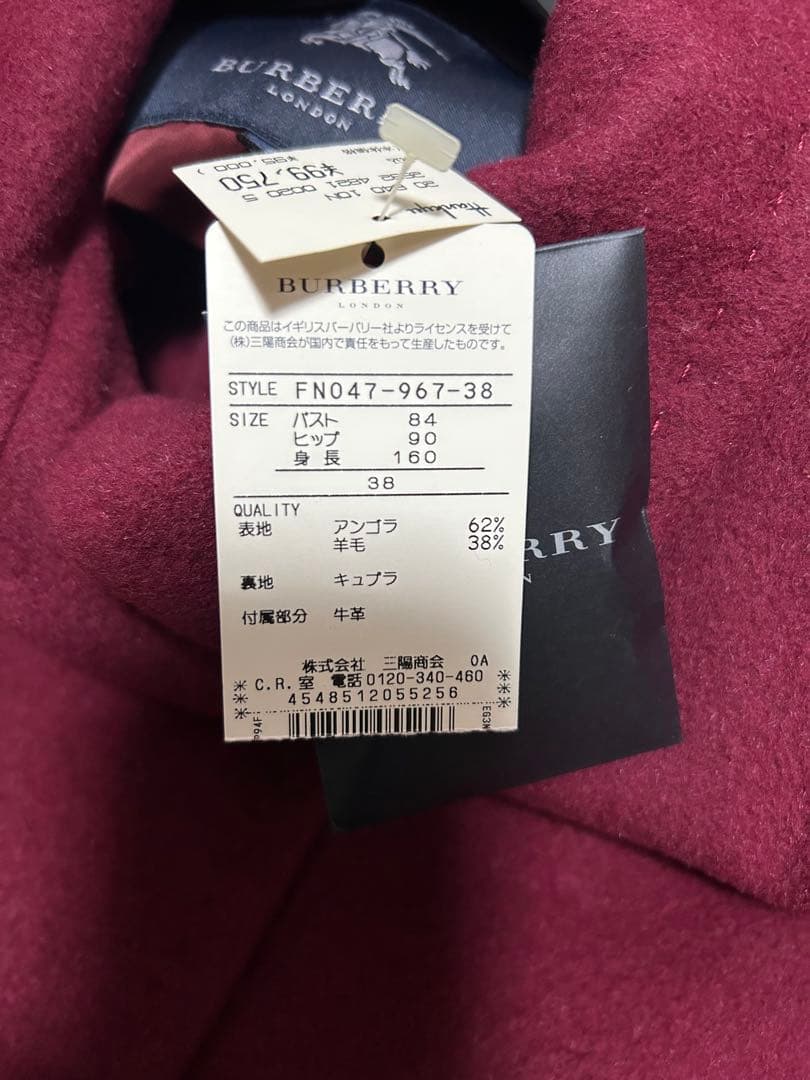 BURBERRY
LONDON
¥95,000 )
¥99,750
Hankyu
BURBERRY
LONDON
この商品はイギリスバーバリー社よりライセンスを受けて
(株)三陽商会が国内で責任をもって生産したものです。
STYLE FN047-967-38
SIZE バスト 84
ヒップ 90
身長 160
38
QUALITY
表地 アンゴラ 62%
羊毛 38%
裏地 キュプラ
付属部分 牛革
株式会社 三陽商会 0A
C.R.室 電話0120-340-460
4548512055256
RRY
N